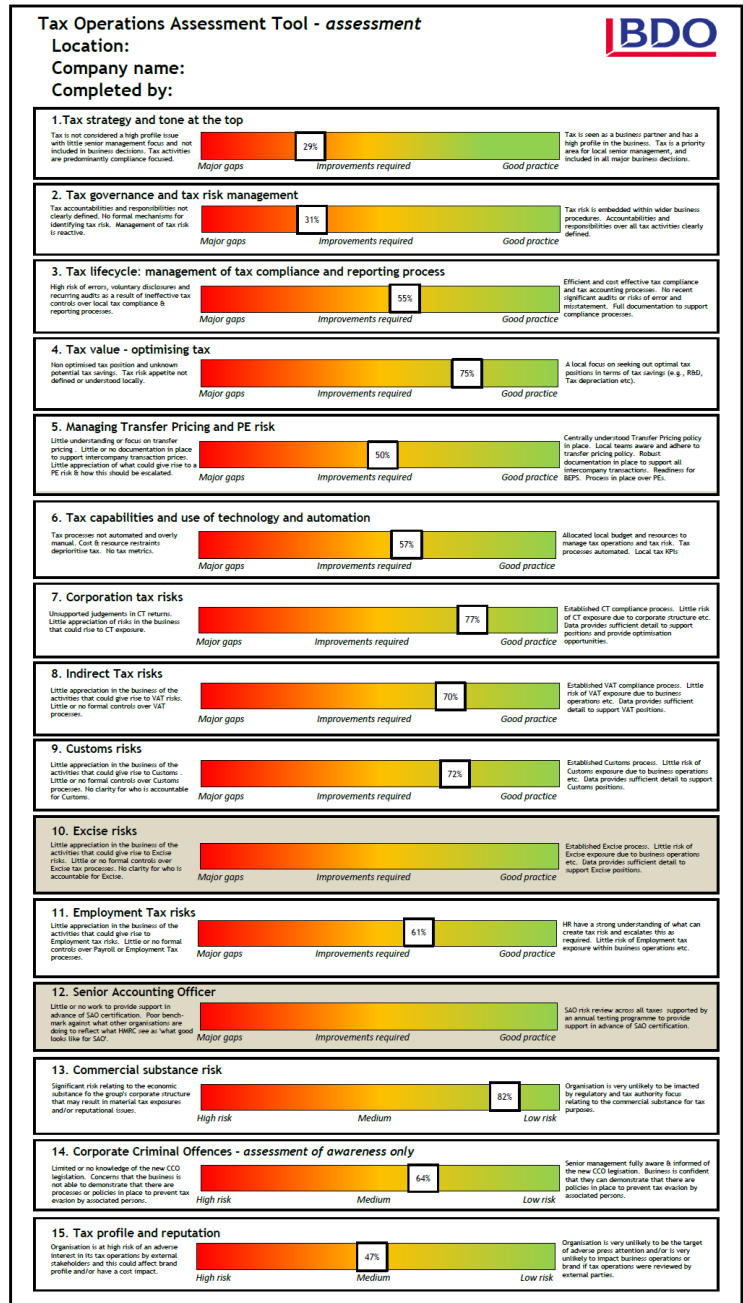 Tax Operations Assessment Tool - assessment
Location:
Company name:
Completed by:
BDO
1.Tax strategy and tone at the top
Tax is not considered a high profile issue
with little senior management focus and not
included in business decisions. Tax activities
are predominantly compliance focused.
29%
Major gaps Improvements required Good practice
Tax is seen as a business partner and has a
high profile in the business. Tax is a priority
area for local senior management, and
included in all major business decisions.
2. Tax governance and tax risk management
Tax accountabilities and responsibilities not
clearly defined. No formal mechanisms for
identifying tax risk. Management of tax risk
is reactive.
31%
Major gaps Improvements required Good practice
Tax risk is embedded within wider business
procedures. Accountabilities and
responsibilities over all tax activities clearly
defined.
3. Tax lifecycle: management of tax compliance and reporting process
High risk of errors, voluntary disclosures and
recurring audits as a result of ineffective tax
controls over local tax compliance &
reporting processes.
55%
Major gaps Improvements required Good practice
Efficient and cost effective tax compliance
and tax accounting processes. No recent
significant audits or risks of error and
misstatement. Full documentation to support
compliance processes.
4. Tax value - optimising tax
Non optimised tax position and unknown
potential tax savings. Tax risk appetite not
defined or understood locally.
75%
Major gaps Improvements required Good practice
A local focus on seeking out optimal tax
positions in terms of tax savings (e.g., R&D,
Tax depreciation etc).
5. Managing Transfer Pricing and PE risk
Little understanding or focus on transfer
pricing . Little or no documentation in place
to support intercompany transaction prices.
Little appreciation of what could give rise to a
PE risk & how this should be escalated.
50%
Major gaps Improvements required Good practice
Centrally understood Transfer Pricing policy
in place. Local teams aware and adhere to
transfer pricing policy. Robust
documentation in place to support all
intercompany transactions. Readiness for
BEPS. Process in place over PEs.
6. Tax capabilities and use of technology and automation
Tax processes not automated and overly
manual. Cost & resource restraints
deprioritise tax. No tax metrics.
57%
Major gaps Improvements required Good practice
Allocated local budget and resources to
manage tax operations and tax risk. Tax
processes automated. Local tax KPIs
7. Corporation tax risks
Unsupported judgements in CT returns.
Little appreciation of risks in the business
that could rise to CT exposure.
77%
Major gaps Improvements required Good practice
Established CT compliance process. Little risk
of CT exposure due to corporate structure etc.
Data provides sufficient detail to support
positions and provide optimisation
opportunities.
8. Indirect Tax risks
Little appreciation in the business of the
activities that could give rise to VAT risks.
Little or no formal controls over VAT
processes.
70%
Major gaps Improvements required Good practice
Established VAT compliance process. Little
risk of VAT exposure due to business
operations etc. Data provides sufficient
detail to support VAT positions.
9. Customs risks
Little appreciation in the business of the
activities that could give rise to Customs .
Little or no formal controls over Customs
processes. No clarity for who is accountable
for Customs.
72%
Major gaps Improvements required Good practice
Established Customs process. Little risk of
Customs exposure due to business operations
etc. Data provides sufficient detail to support
Customs positions.
10. Excise risks
Little appreciation in the business of the
activities that could give rise to Excise
risks. Little or no formal controls over
Excise tax processes. No clarity for who is
accountable for Excise.
Major gaps Improvements required Good practice
Established Excise process. Little risk of
Excise exposure due to business operations
etc. Data provides sufficient detail to
support Excise positions.
11. Employment Tax risks
Little appreciation in the business of the
activities that could give rise to
Employment tax risks. Little or no formal
controls over Payroll or Employment Tax
processes.
61%
Major gaps Improvements required Good practice
HR have a strong understanding of what can
create tax risk and escalates this as
required. Little risk of Employment tax
exposure within business operations etc.
12. Senior Accounting Officer
Little or no work to provide support in
advance of SAO certification. Poor bench-
mark against what other organisations are
doing to reflect what HMRC see as 'what good
looks like for SAO'.
Major gaps Improvements required Good practice
SAO risk review across all taxes supported by
an annual testing programme to provide
support in advance of SAO certification.
13. Commercial substance risk
Significant risk relating to the economic
substance fo the group's corporate structure
that may result in material tax exposures
and/or reputational issues.
82%
High risk Medium Low risk
Organisation is very unlikely to be imacted
by regulatory and tax authority focus
relating to the commercial substance for tax
purposes.
14. Corporate Criminal Offences - assessment of awareness only
Limited or no knowledge of the new CCO
legislation. Concerns that the business is
not able to demonstrate that there are
processes or policies in place to prevent tax
evasion by associated persons.
64%
High risk Medium Low risk
Senior management fully aware & informed of
the new CCO legisation. Business is confident
that they can demonstrate that there are
policies in place to prevent tax evasion by
associated persons.
15. Tax profile and reputation
Organisation is at high risk of an adverse
interest in its tax operations by external
stakeholders and this could affect brand
profile and/or have a cost impact.
47%
High risk Medium Low risk
Organisation is very unlikely to be the target
of adverse press attention and/or is very
unlikely to impact business operations or
brand if tax operations were reviewed by
external parties.